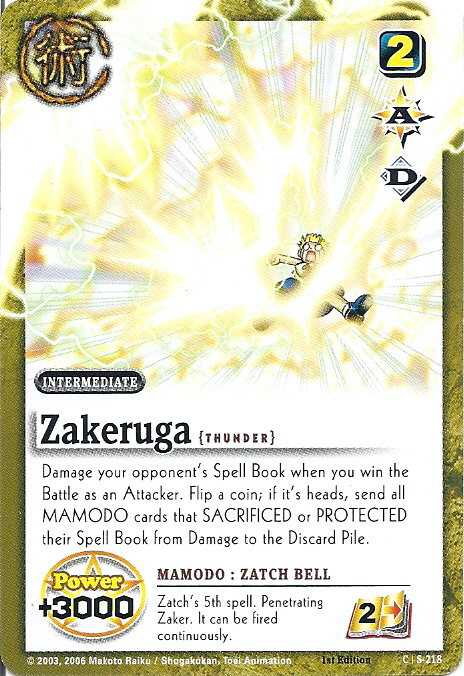 術
2
A
D
INTERMEDIATE
Zakeruga {THUNDER}
Damage your opponent's Spell Book when you win the
Battle as an Attacker. Flip a coin; if it's heads, send all
MAMODO cards that SACRIFICED or PROTECTED
their Spell Book from Damage to the Discard Pile.
Power
+3000
MAMODO : ZATCH BELL
Zatch's 5th spell. Penetrating
Zaker. It can be fired
continuously.
2
© 2003, 2006 Makoto Raiku / Shogakukan, Toei Animation 1st Edition C | S-218